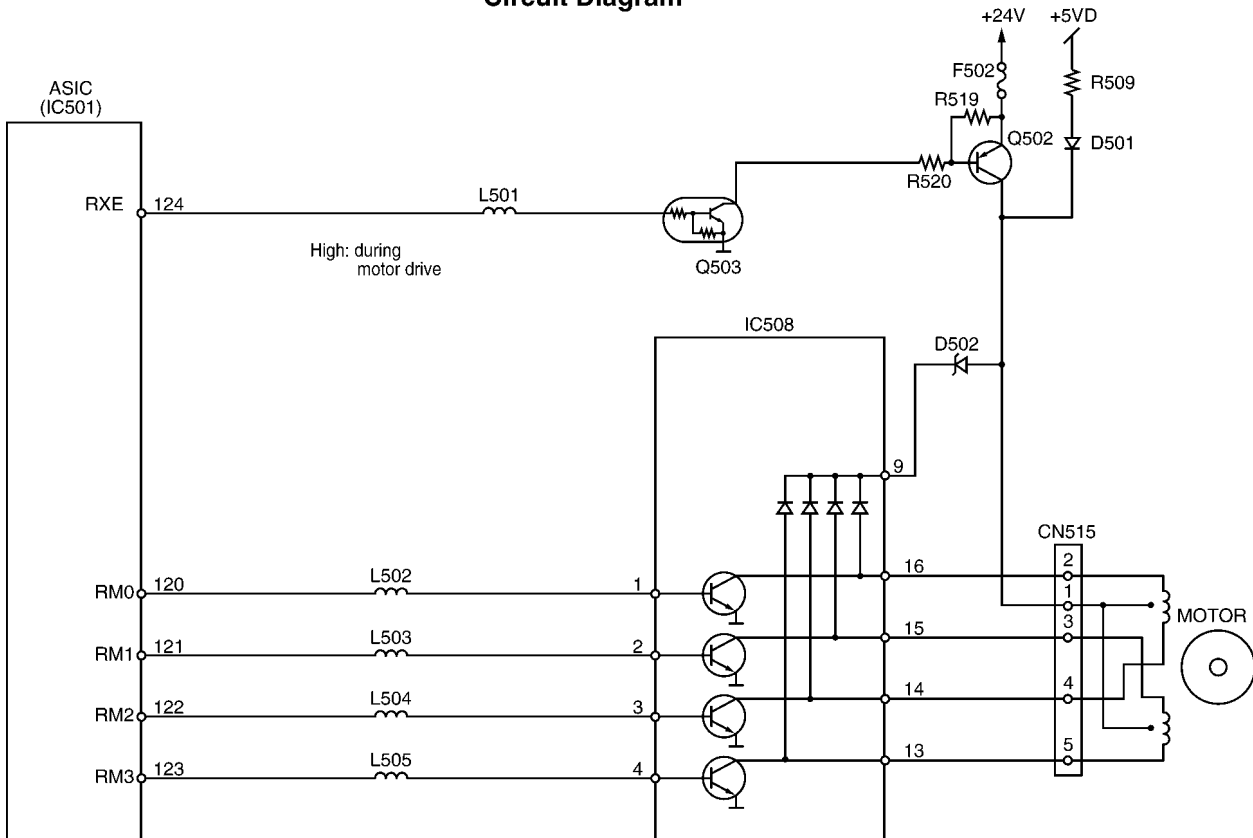 Circuit Diagram
+24V +5VD
F502
R509
R519
Q502
D501
R520
ASIC
(IC501)
RXE 124
L501
Q503
High: during
motor drive
IC508
D502
9
CN515
RM0 120 L502 1 16 2
1
MOTOR
RM1 121 L503 2 15 3
RM2 122 L504 3 14 4
RM3 123 L505 4 13 5